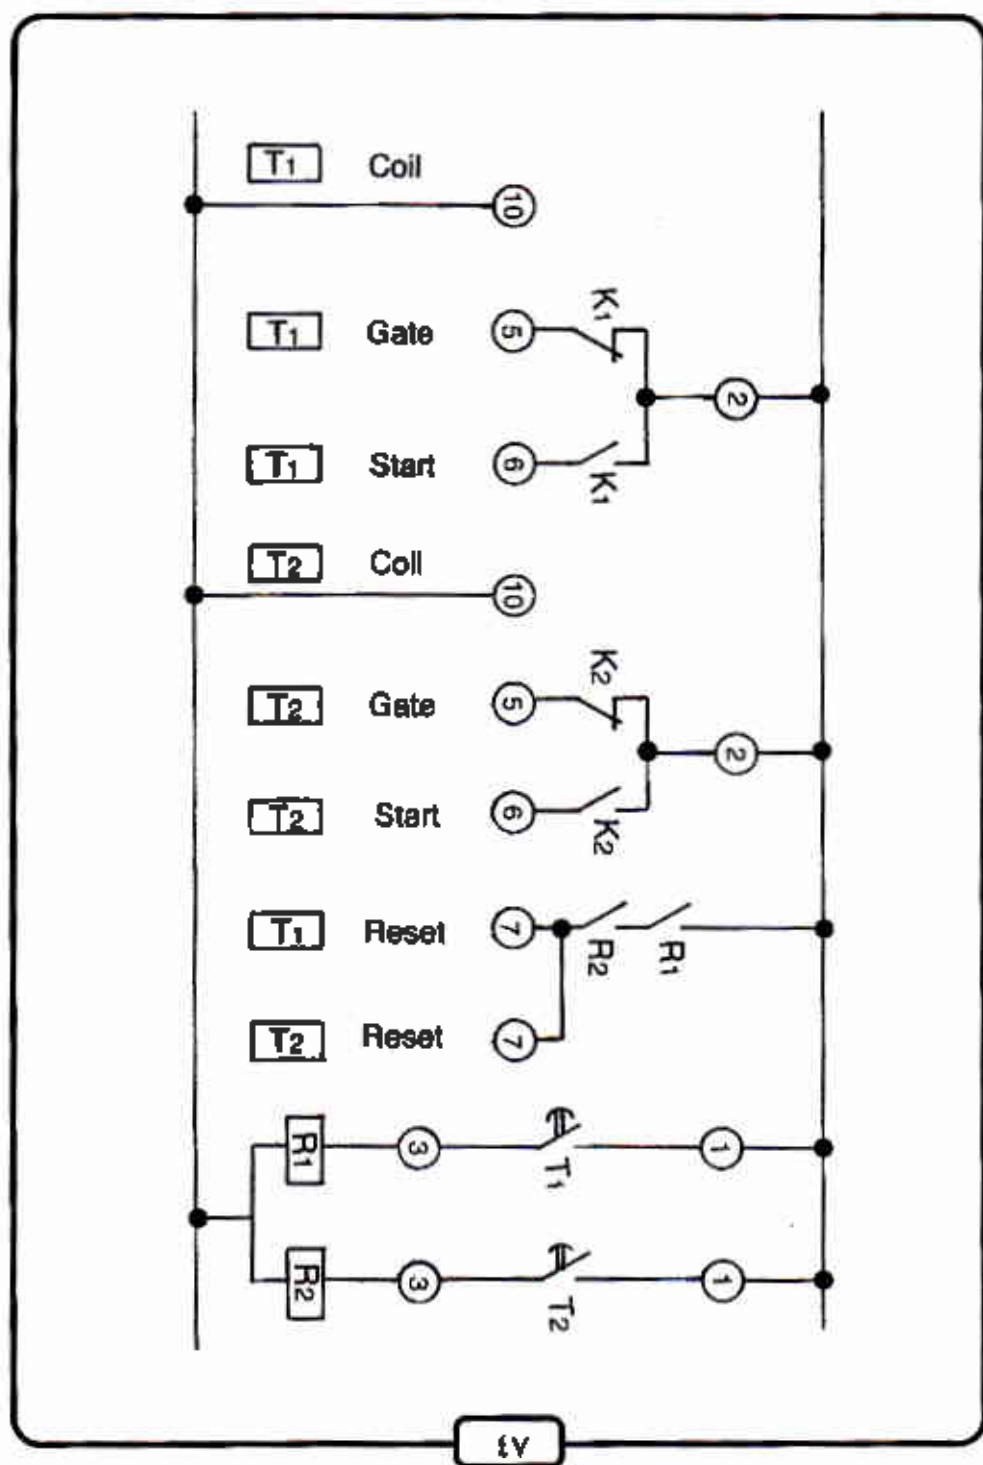 T1 Coil
10
T1 Gate 5 K1
2
T1 Start 6 K1
T2 Coil
10
T2 Gate 5 K2
2
T2 Start 6 K2
T1 Reset 7 R2 R1
T2 Reset 7
R1 3 T1 1
R2 3 T2 1
٤٧